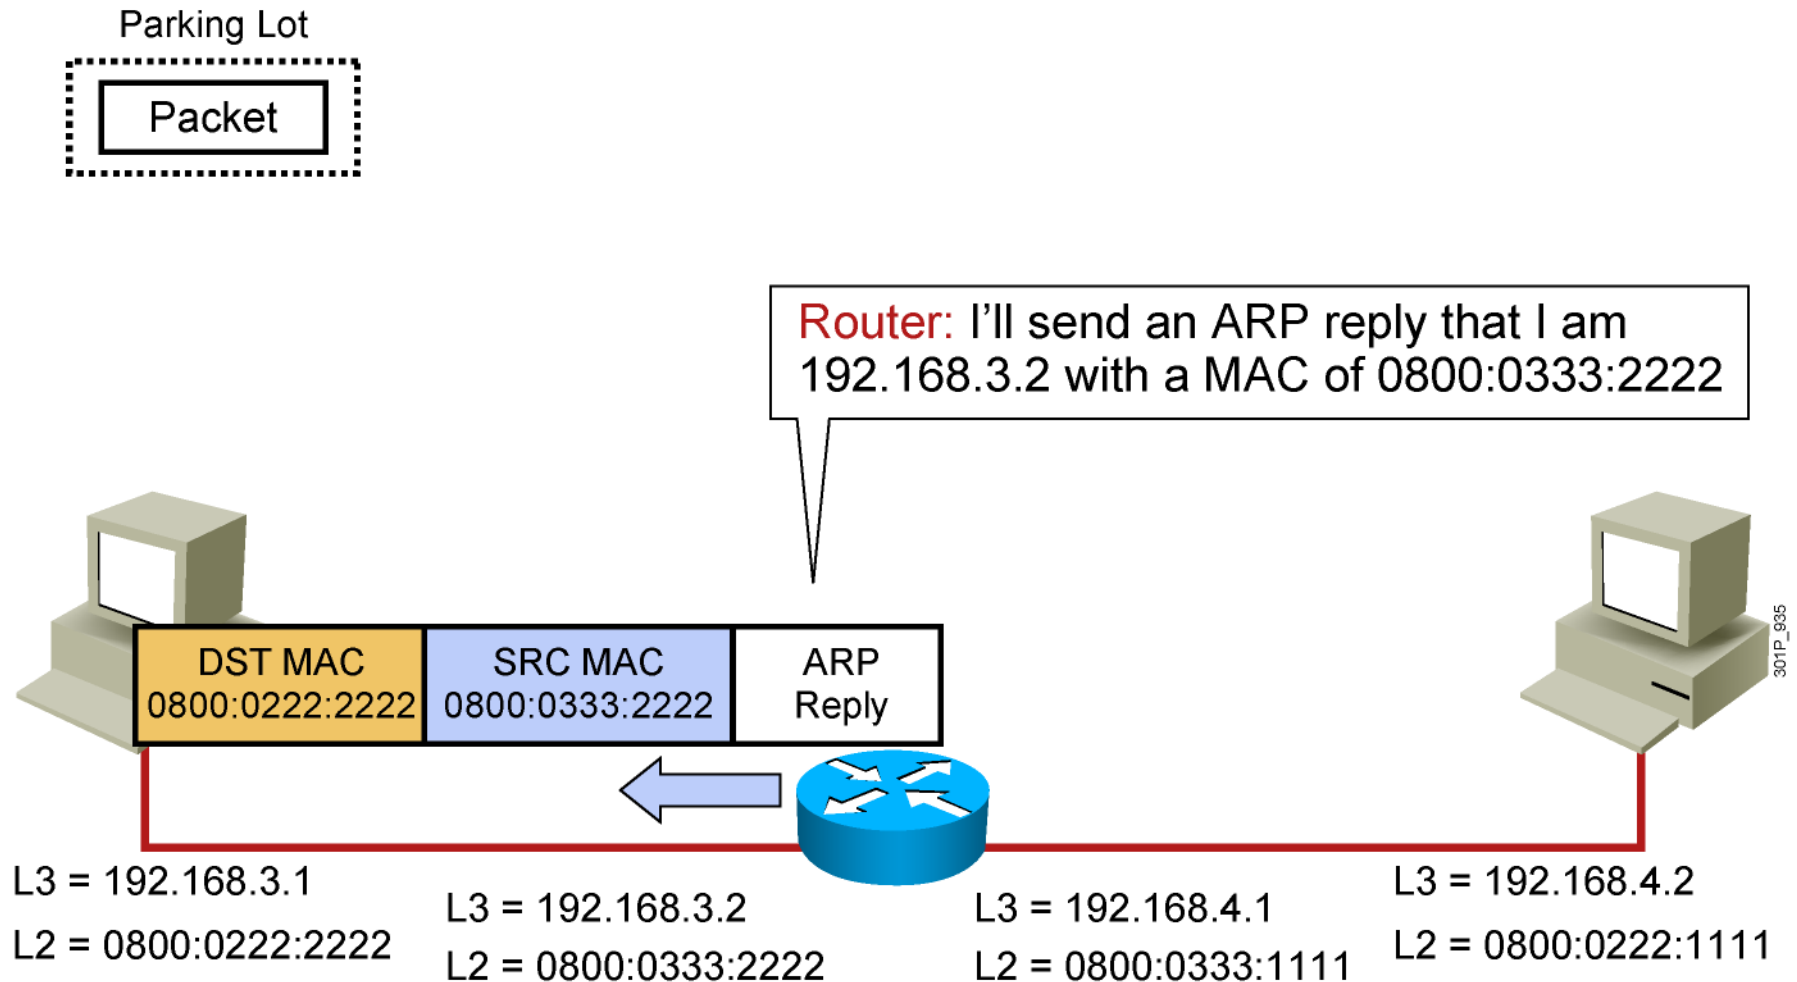 Parking Lot
Packet
Router: I'll send an ARP reply that I am
192.168.3.2 with a MAC of 0800:0333:2222
DST MAC
0800:0222:2222
SRC MAC
0800:0333:2222
ARP
Reply
301P_935
L3 = 192.168.3.1
L2 = 0800:0222:2222
L3 = 192.168.3.2
L2 = 0800:0333:2222
L3 = 192.168.4.1
L2 = 0800:0333:1111
L3 = 192.168.4.2
L2 = 0800:0222:1111